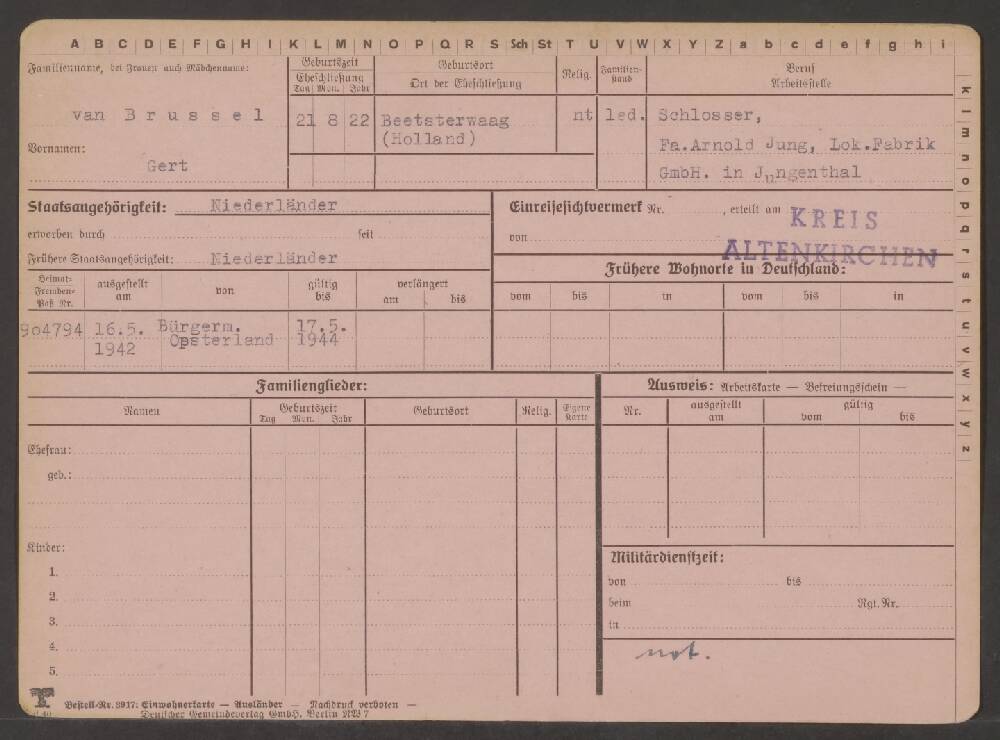 A B C D E F G H I K L M N O P Q R S Sch St T U V W X Y Z a b c d e f g h i
k l m n o p q r s t u v w x y z
Familienname, bei Frauen auch Mädchenname:
Geburtszeit
Eheschließung
Tag Mon. Jahr
Geburtsort
Ort der Eheschließung
Relig.
Familien-
stand
Beruf
Arbeitsstelle
van B r u s s e l
21 8 22
Beetsterwaag
(Holland)
nt
led.
Schlosser,
Fa.Arnold Jung, Lok.Fabrik
GmbH. in Jungenthal
Vornamen:
Gert
Staatsangehörigkeit: Niederländer
erworben durch seit
Frühere Staatsangehörigkeit: Niederländer
Einreisesichtvermerk Nr. , erteilt am
von
KREIS
ALTENKIRCHEN
Frühere Wohnorte in Deutschland:
vom bis in vom bis in
Heimat-
Fremden-
Paß Nr.
ausgestellt
am
von
gültig
bis
verlängert
am bis
9o4794
16.5.
1942
Bürgerm.
Opsterland
17.5.
1944
Familienglieder:
Namen
Geburtszeit
Tag Mon. Jahr
Geburtsort
Relig.
Eigene
Karte
Ausweis: Arbeitskarte — Befreiungsschein —
Nr.
ausgestellt
am
gültig
vom bis
Ehefrau:
geb.:
Kinder:
1.
2.
3.
4.
5.
Militärdienstzeit:
von bis
beim Rgt.Nr.
in
not.
Bestell-Nr. 8917: Einwohnerkarte — Ausländer — Nachdruck verboten —
Deutscher Gemeindeverlag GmbH. Berlin NW 7